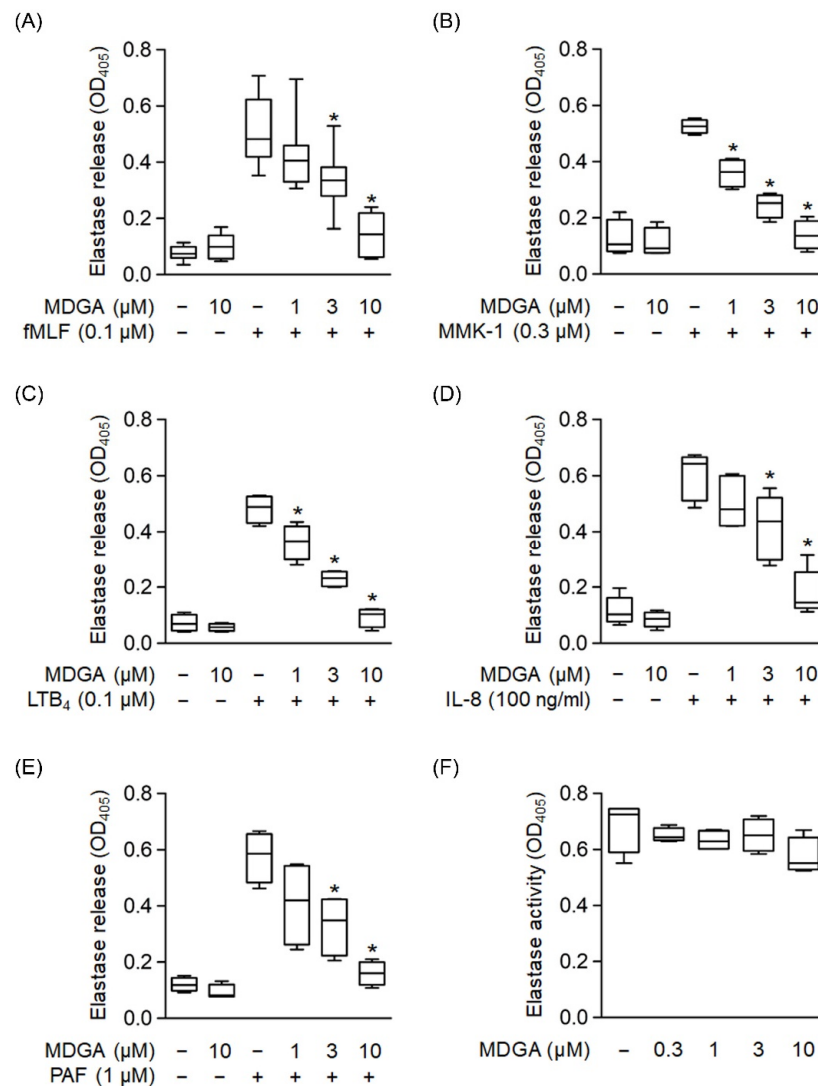 (A)
Elastase release (OD₄₀₅)
0.8
0.6
0.4
0.2
0.0
*
*
MDGA (µM) – 10 – 1 3 10
fMLF (0.1 µM) – – + + + +
(B)
Elastase release (OD₄₀₅)
0.8
0.6
0.4
0.2
0.0
*
*
*
MDGA (µM) – 10 – 1 3 10
MMK-1 (0.3 µM) – – + + + +
(C)
Elastase release (OD₄₀₅)
0.8
0.6
0.4
0.2
0.0
*
*
*
MDGA (µM) – 10 – 1 3 10
LTB₄ (0.1 µM) – – + + + +
(D)
Elastase release (OD₄₀₅)
0.8
0.6
0.4
0.2
0.0
*
*
MDGA (µM) – 10 – 1 3 10
IL-8 (100 ng/ml) – – + + + +
(E)
Elastase release (OD₄₀₅)
0.8
0.6
0.4
0.2
0.0
*
*
MDGA (µM) – 10 – 1 3 10
PAF (1 µM) – – + + + +
(F)
Elastase activity (OD₄₀₅)
0.8
0.6
0.4
0.2
0.0
MDGA (µM) – 0.3 1 3 10